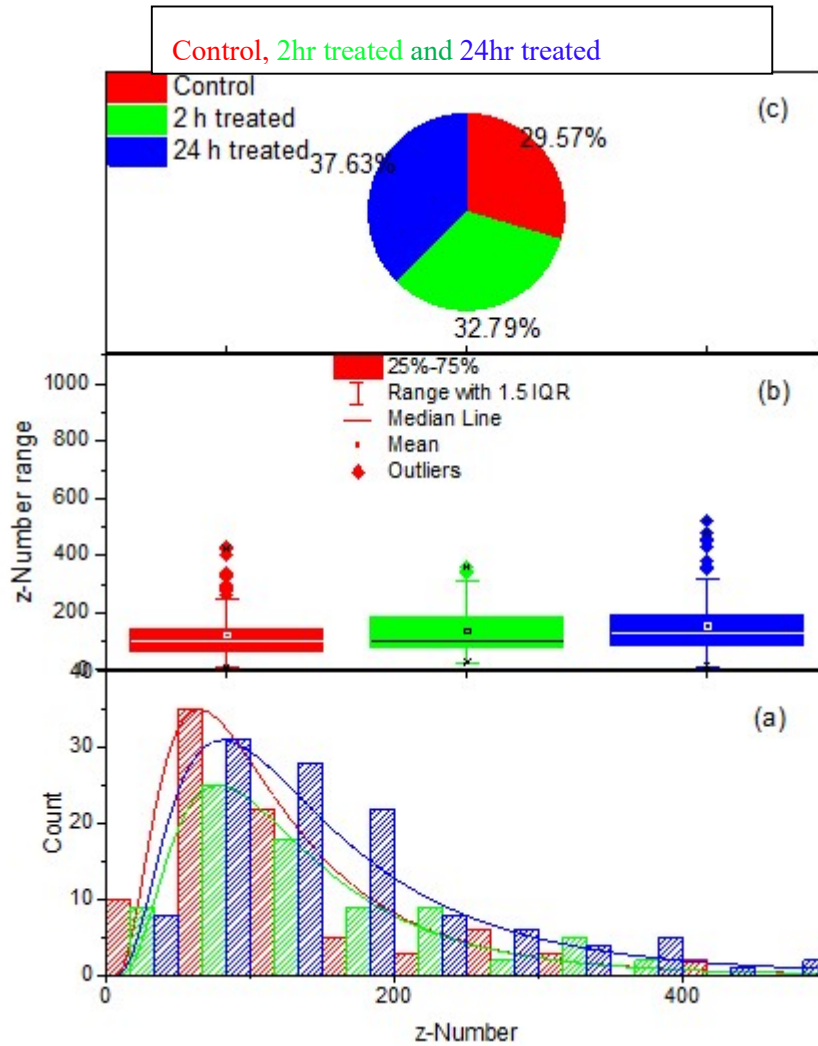 Control, 2hr treated and 24hr treated
Control
2 h treated
24 h treated
(c)
29.57%
37.63%
32.79%
25%-75%
Range with 1.5 IQR
Median Line
Mean
Outliers
(b)
1000
800
600
400
200
z-Number range
40
30
20
10
0
Count
(a)
0
200
400
z-Number